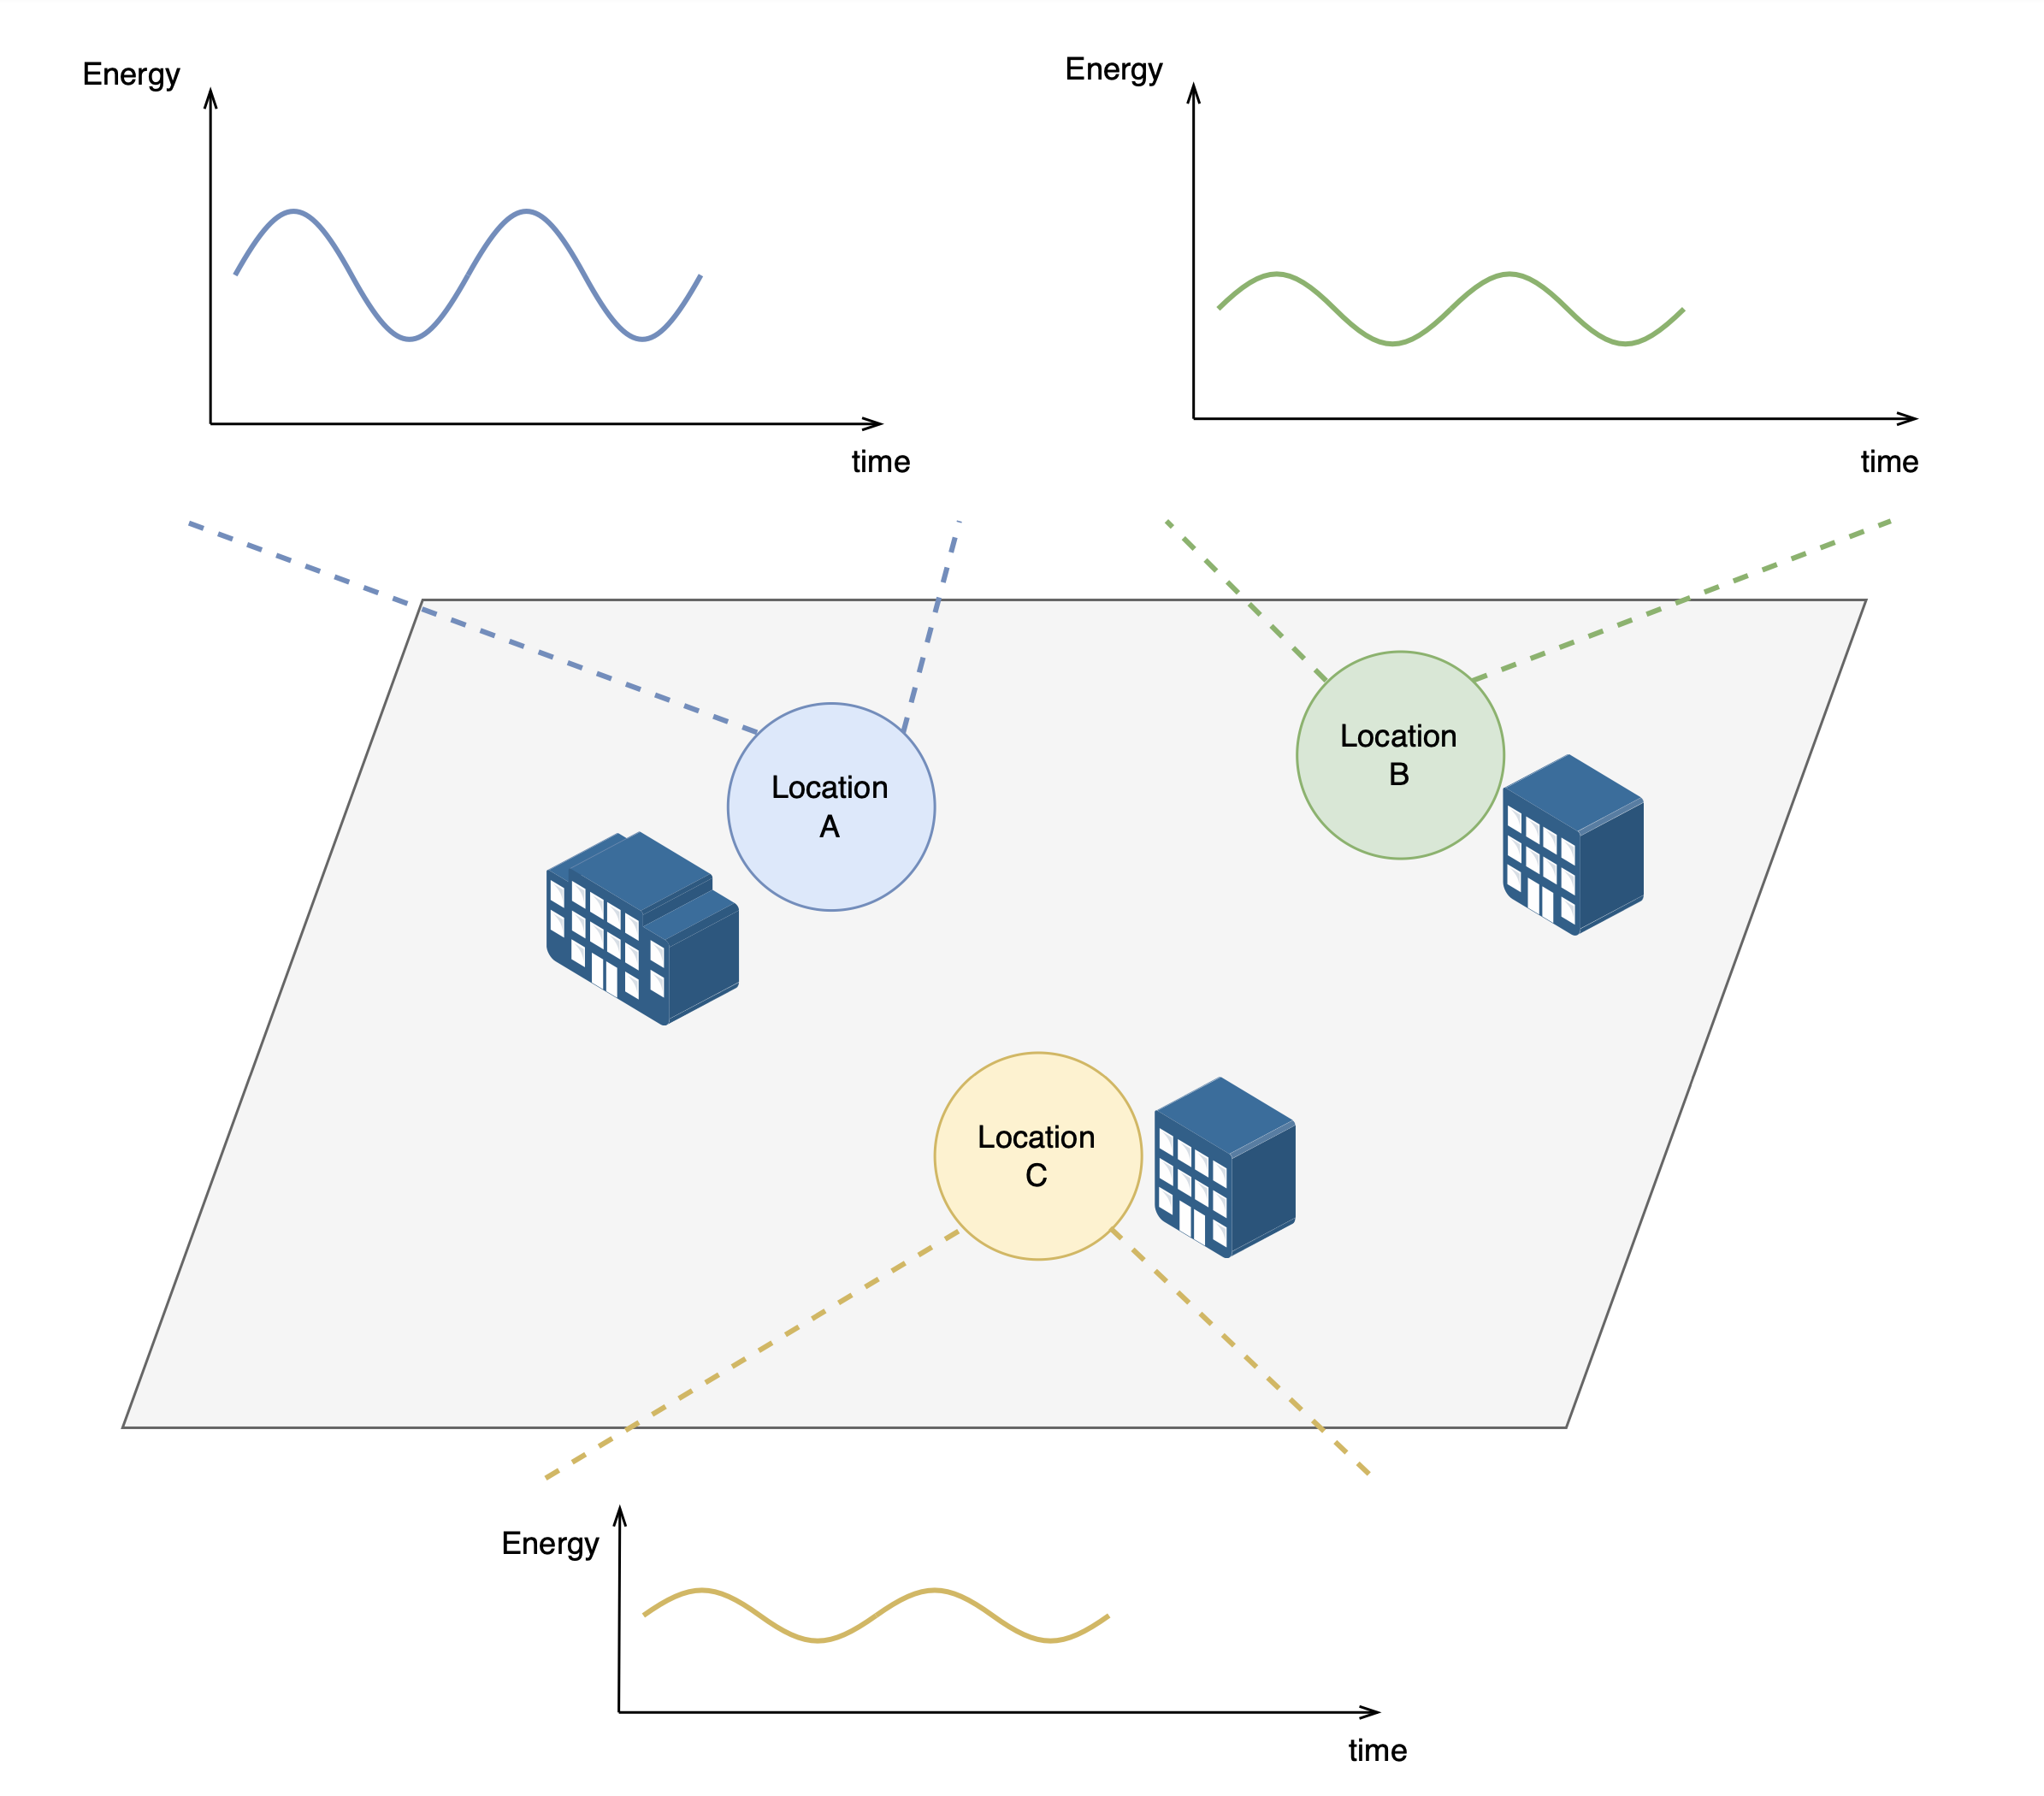 Energy
Energy
time
time
Location
B
Location
A
Location
C
Energy
time